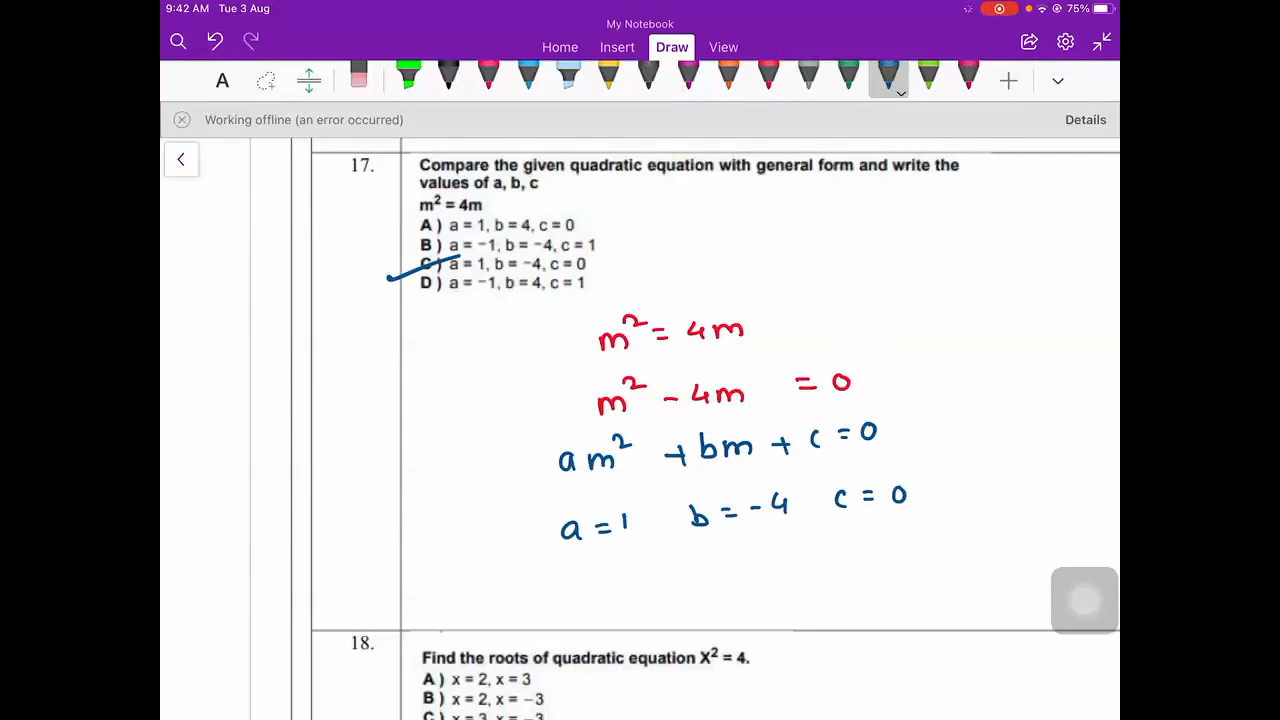 9:42 AM Tue 3 Aug
75%
My Notebook
Home Insert Draw View
A
Working offline (an error occurred)
Details
17.
Compare the given quadratic equation with general form and write the
values of a, b, c
m² = 4m
A ) a = 1, b = 4, c = 0
B ) a = −1, b = −4, c = 1
C ) a = 1, b = −4, c = 0
D ) a = −1, b = 4, c = 1
m² = 4m
m² - 4m = 0
am² + bm + c = 0
a = 1 b = -4 c = 0
18.
Find the roots of quadratic equation X² = 4.
A ) x = 2, x = 3
B ) x = 2, x = −3
C ) x = 3, x = −3